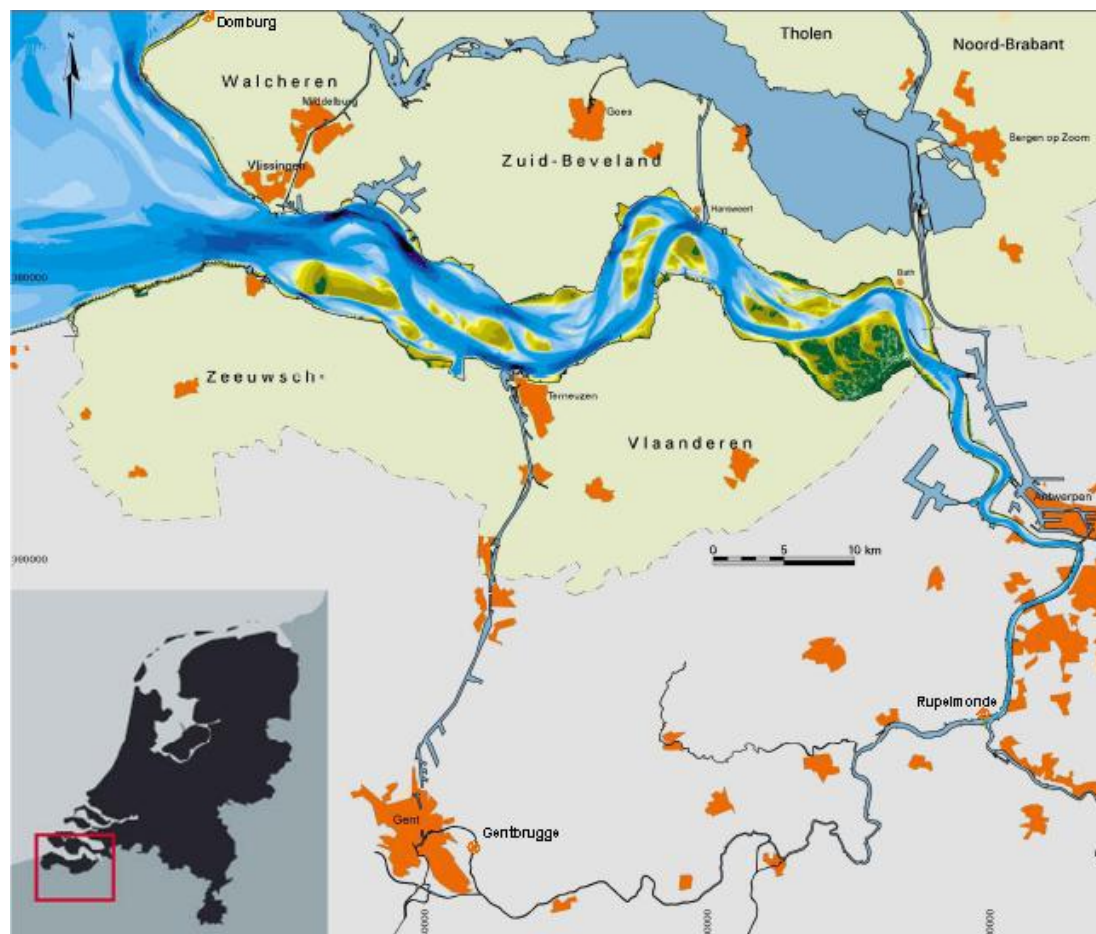 Domburg
N
Tholen
Noord-Brabant
Walcheren
Middelburg
Goes
Bergen op Zoom
Vlissingen
Zuid-Beveland
Hansweert
380000
Bath
Zeeuwsch-
Terneuzen
Vlaanderen
Antwerpen
0 5 10 km
Rupelmonde
Gent
Gentbrugge